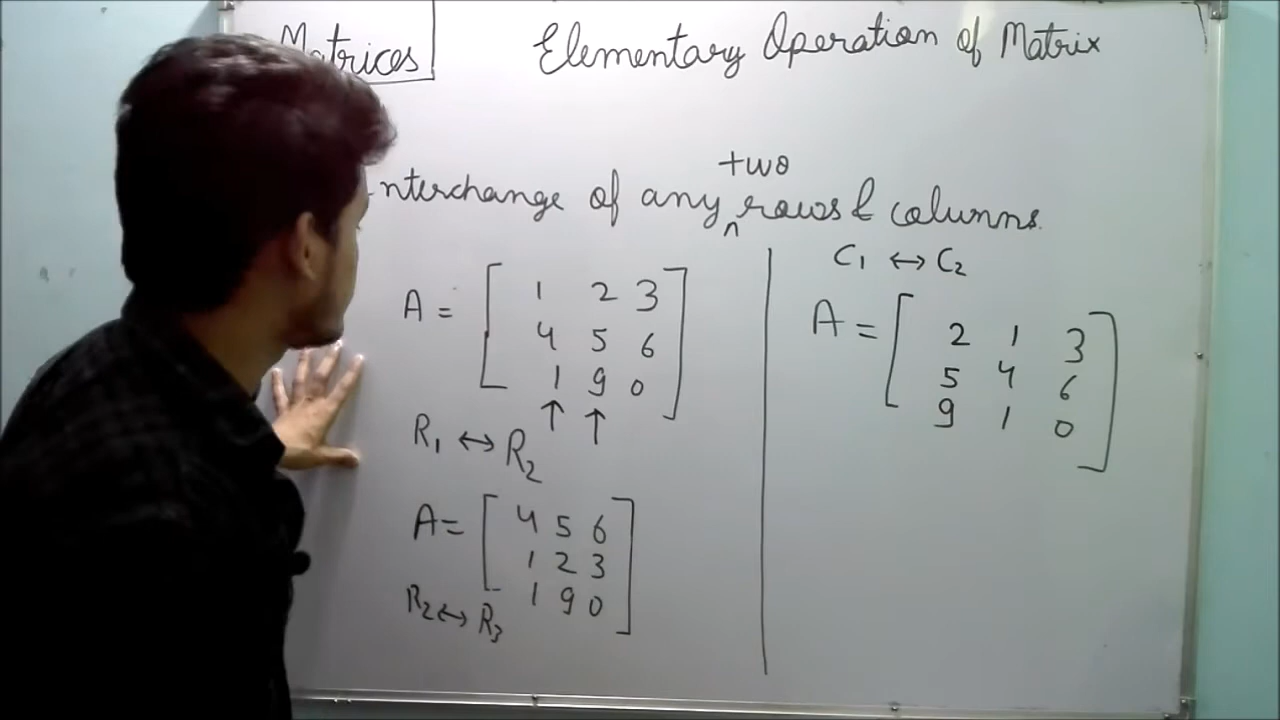 Matrices
Elementary Operation of Matrix
two
nterchange of any ^ rows & columns.
A = [ 1 2 3
4 5 6
1 9 0 ]
↑ ↑
R1 ↔ R2
A = [ 4 5 6
1 2 3
1 9 0 ]
R2 ↔ R3
C1 ↔ C2
A = [ 2 1 3
5 4 6
9 1 0 ]